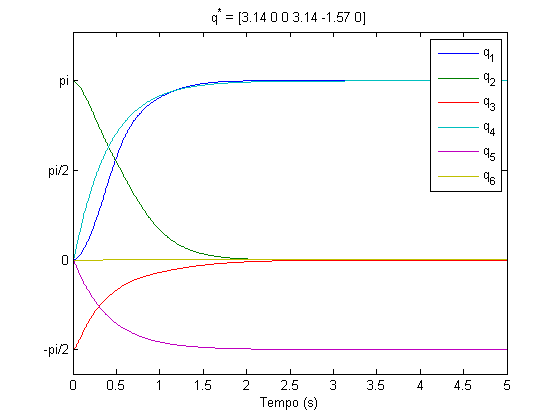 q* = [3.14 0 0 3.14 -1.57 0]
pi
pi/2
0
-pi/2
q1
q2
q3
q4
q5
q6
0 0.5 1 1.5 2 2.5 3 3.5 4 4.5 5
Tempo (s)